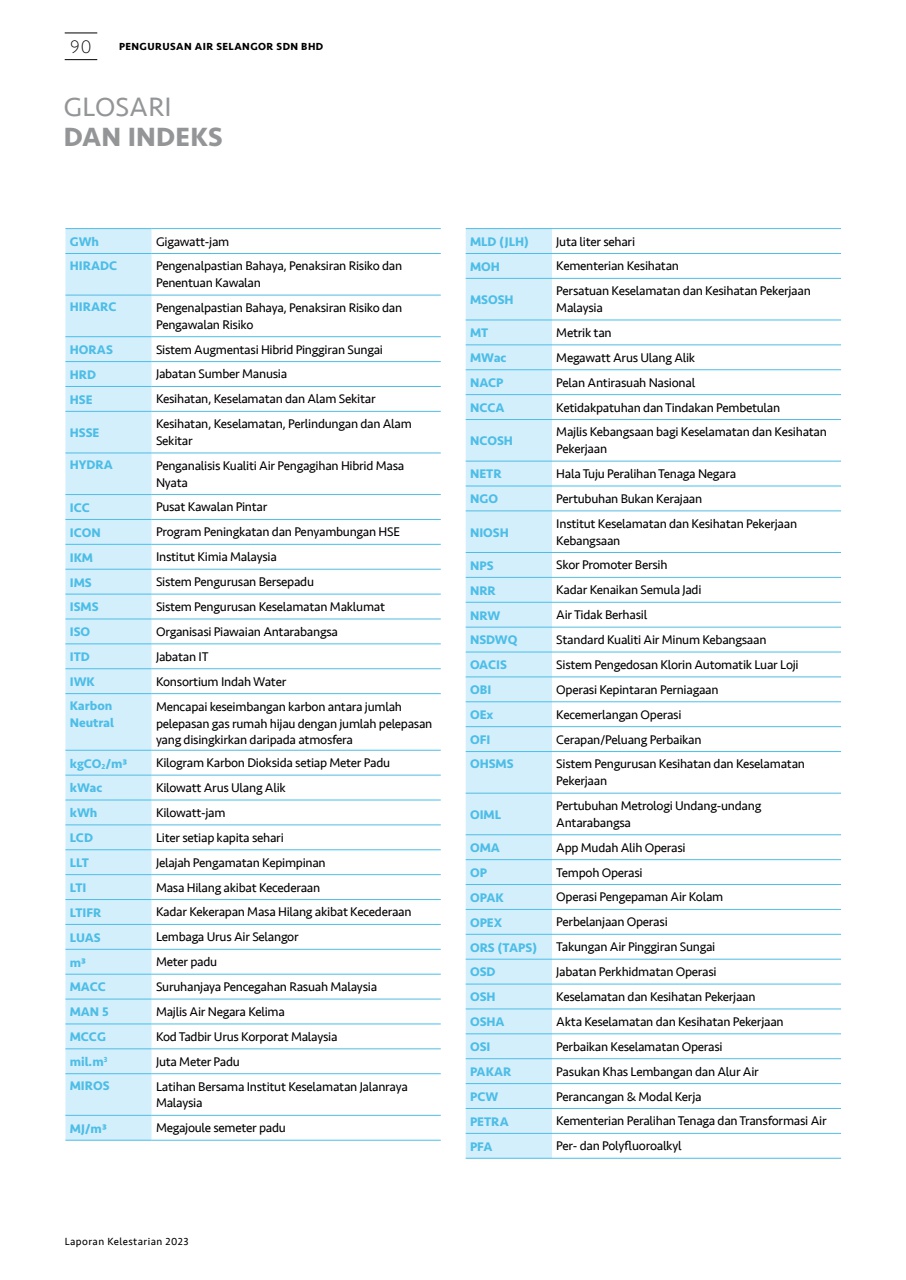 90
PENGURUSAN AIR SELANGOR SDN BHD
GLOSARI
DAN INDEKS
GWh Gigawatt-jam
HIRADC Pengenalpastian Bahaya, Penaksiran Risiko dan
Penentuan Kawalan
HIRARC Pengenalpastian Bahaya, Penaksiran Risiko dan
Pengawalan Risiko
HORAS Sistem Augmentasi Hibrid Pinggiran Sungai
HRD Jabatan Sumber Manusia
HSE Kesihatan, Keselamatan dan Alam Sekitar
HSSE Kesihatan, Keselamatan, Perlindungan dan Alam
Sekitar
HYDRA Penganalisis Kualiti Air Pengagihan Hibrid Masa
Nyata
ICC Pusat Kawalan Pintar
ICON Program Peningkatan dan Penyambungan HSE
IKM Institut Kimia Malaysia
IMS Sistem Pengurusan Bersepadu
ISMS Sistem Pengurusan Keselamatan Maklumat
ISO Organisasi Piawaian Antarabangsa
ITD Jabatan IT
IWK Konsortium Indah Water
Karbon Mencapai keseimbangan karbon antara jumlah
Neutral pelepasan gas rumah hijau dengan jumlah pelepasan
yang disingkirkan daripada atmosfera
kgCO₂/m³ Kilogram Karbon Dioksida setiap Meter Padu
kWac Kilowatt Arus Ulang Alik
kWh Kilowatt-jam
LCD Liter setiap kapita sehari
LLT Jelajah Pengamatan Kepimpinan
LTI Masa Hilang akibat Kecederaan
LTIFR Kadar Kekerapan Masa Hilang akibat Kecederaan
LUAS Lembaga Urus Air Selangor
m³ Meter padu
MACC Suruhanjaya Pencegahan Rasuah Malaysia
MAN 5 Majlis Air Negara Kelima
MCCG Kod Tadbir Urus Korporat Malaysia
mil.m³ Juta Meter Padu
MIROS Latihan Bersama Institut Keselamatan Jalanraya
Malaysia
MJ/m³ Megajoule semeter padu
MLD (JLH) Juta liter sehari
MOH Kementerian Kesihatan
MSOSH Persatuan Keselamatan dan Kesihatan Pekerjaan
Malaysia
MT Metrik tan
MWac Megawatt Arus Ulang Alik
NACP Pelan Antirasuah Nasional
NCCA Ketidakpatuhan dan Tindakan Pembetulan
NCOSH Majlis Kebangsaan bagi Keselamatan dan Kesihatan
Pekerjaan
NETR Hala Tuju Peralihan Tenaga Negara
NGO Pertubuhan Bukan Kerajaan
NIOSH Institut Keselamatan dan Kesihatan Pekerjaan
Kebangsaan
NPS Skor Promoter Bersih
NRR Kadar Kenaikan Semula Jadi
NRW Air Tidak Berhasil
NSDWQ Standard Kualiti Air Minum Kebangsaan
OACIS Sistem Pengedosan Klorin Automatik Luar Loji
OBI Operasi Kepintaran Perniagaan
OEx Kecemerlangan Operasi
OFI Cerapan/Peluang Perbaikan
OHSMS Sistem Pengurusan Kesihatan dan Keselamatan
Pekerjaan
OIML Pertubuhan Metrologi Undang-undang
Antarabangsa
OMA App Mudah Alih Operasi
OP Tempoh Operasi
OPAK Operasi Pengepaman Air Kolam
OPEX Perbelanjaan Operasi
ORS (TAPS) Takungan Air Pinggiran Sungai
OSD Jabatan Perkhidmatan Operasi
OSH Keselamatan dan Kesihatan Pekerjaan
OSHA Akta Keselamatan dan Kesihatan Pekerjaan
OSI Perbaikan Keselamatan Operasi
PAKAR Pasukan Khas Lembangan dan Alur Air
PCW Perancangan & Modal Kerja
PETRA Kementerian Peralihan Tenaga dan Transformasi Air
PFA Per- dan Polyfluoroalkyl
Laporan Kelestarian 2023